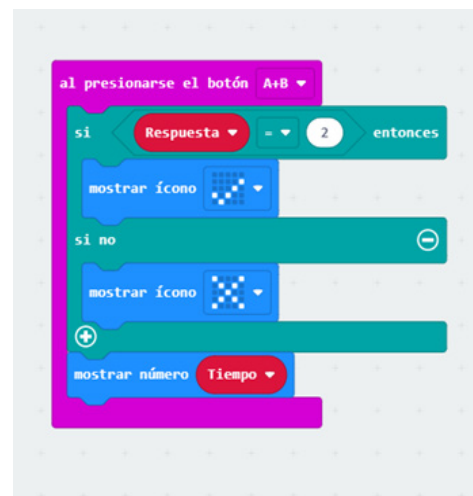 al presionarse el botón A+B
si Respuesta = 2 entonces
mostrar ícono
si no
mostrar ícono
mostrar número Tiempo